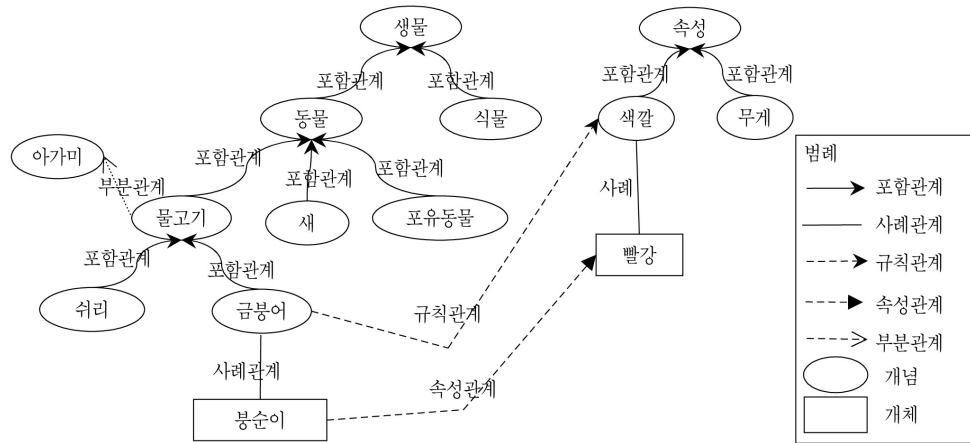 생물
속성
포함관계 포함관계
포함관계 포함관계
동물
식물
색깔
무게
아가미
포함관계 포함관계 포함관계
부분관계
사례
물고기
새
포유동물
빨강
포함관계 포함관계
쉬리
금붕어
규칙관계
사례관계
속성관계
붕순이
범례
포함관계
사례관계
규칙관계
속성관계
부분관계
개념
개체